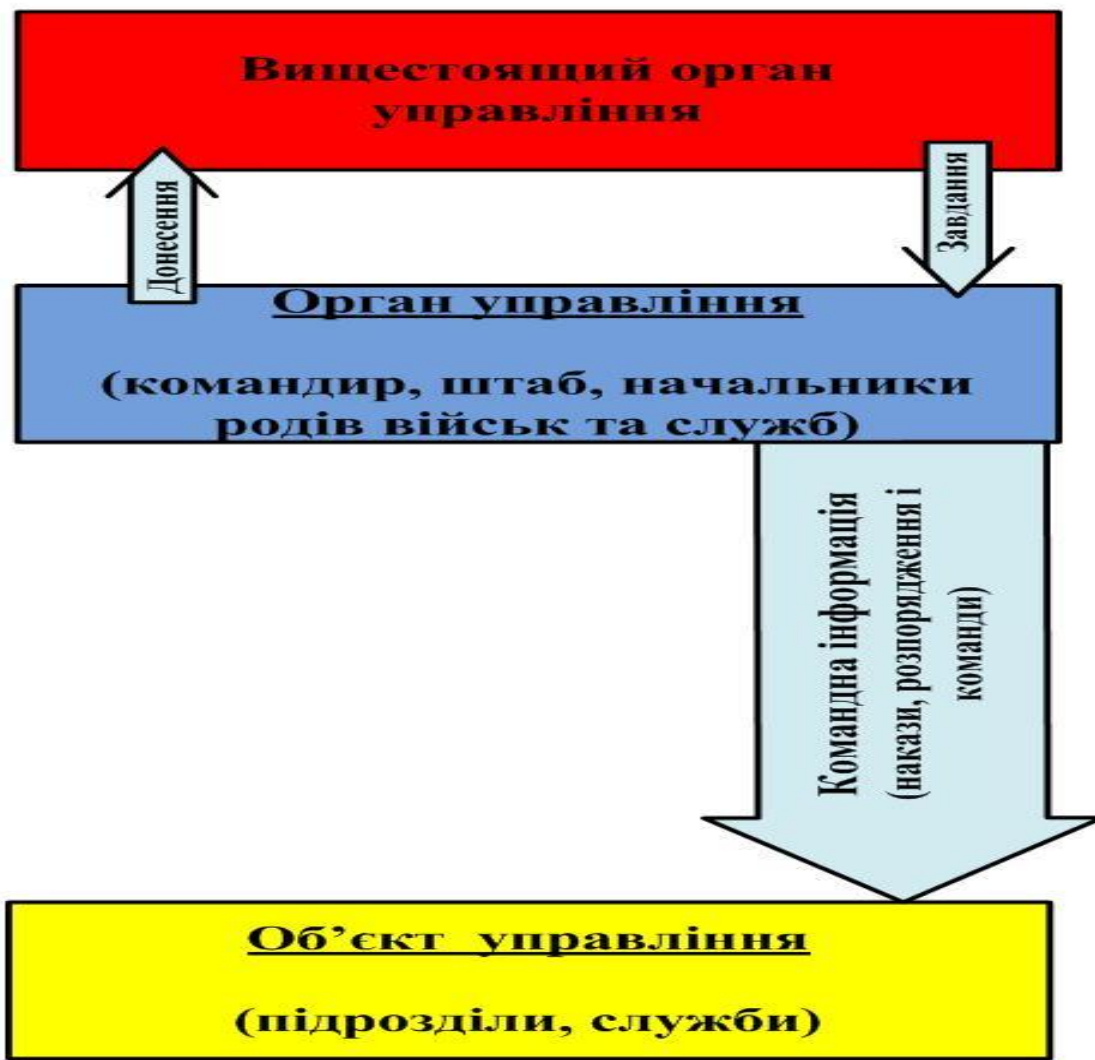 Вищестоящий орган
управління
Донесення
Завдання
Орган управління
(командир, штаб, начальники
родів військ та служб)
Командна інформація
(накази, розпорядження і
команди)
Об’єкт управління
(підрозділи, служби)